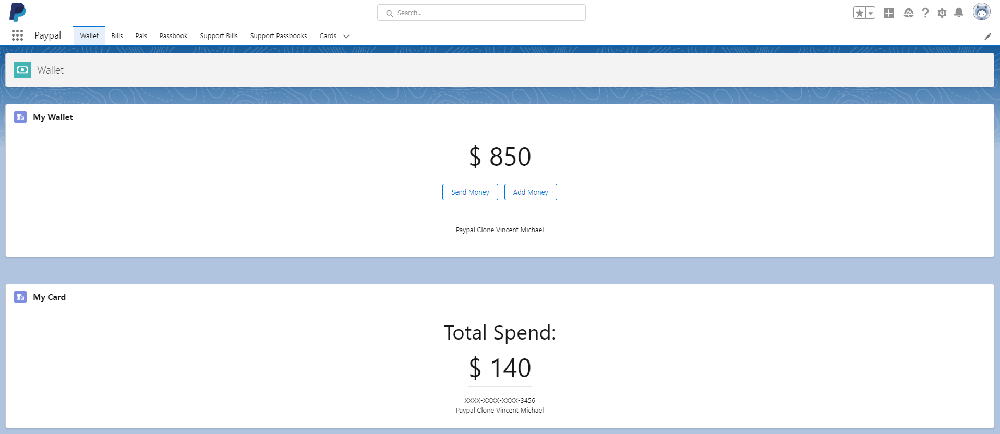 Search...
Paypal
Wallet
Bills
Pals
Passbook
Support Bills
Support Passbooks
Cards
Wallet
My Wallet
$ 850
Send Money
Add Money
Paypal Clone Vincent Michael
My Card
Total Spend:
$ 140
XXXX-XXXX-XXXX-3456
Paypal Clone Vincent Michael